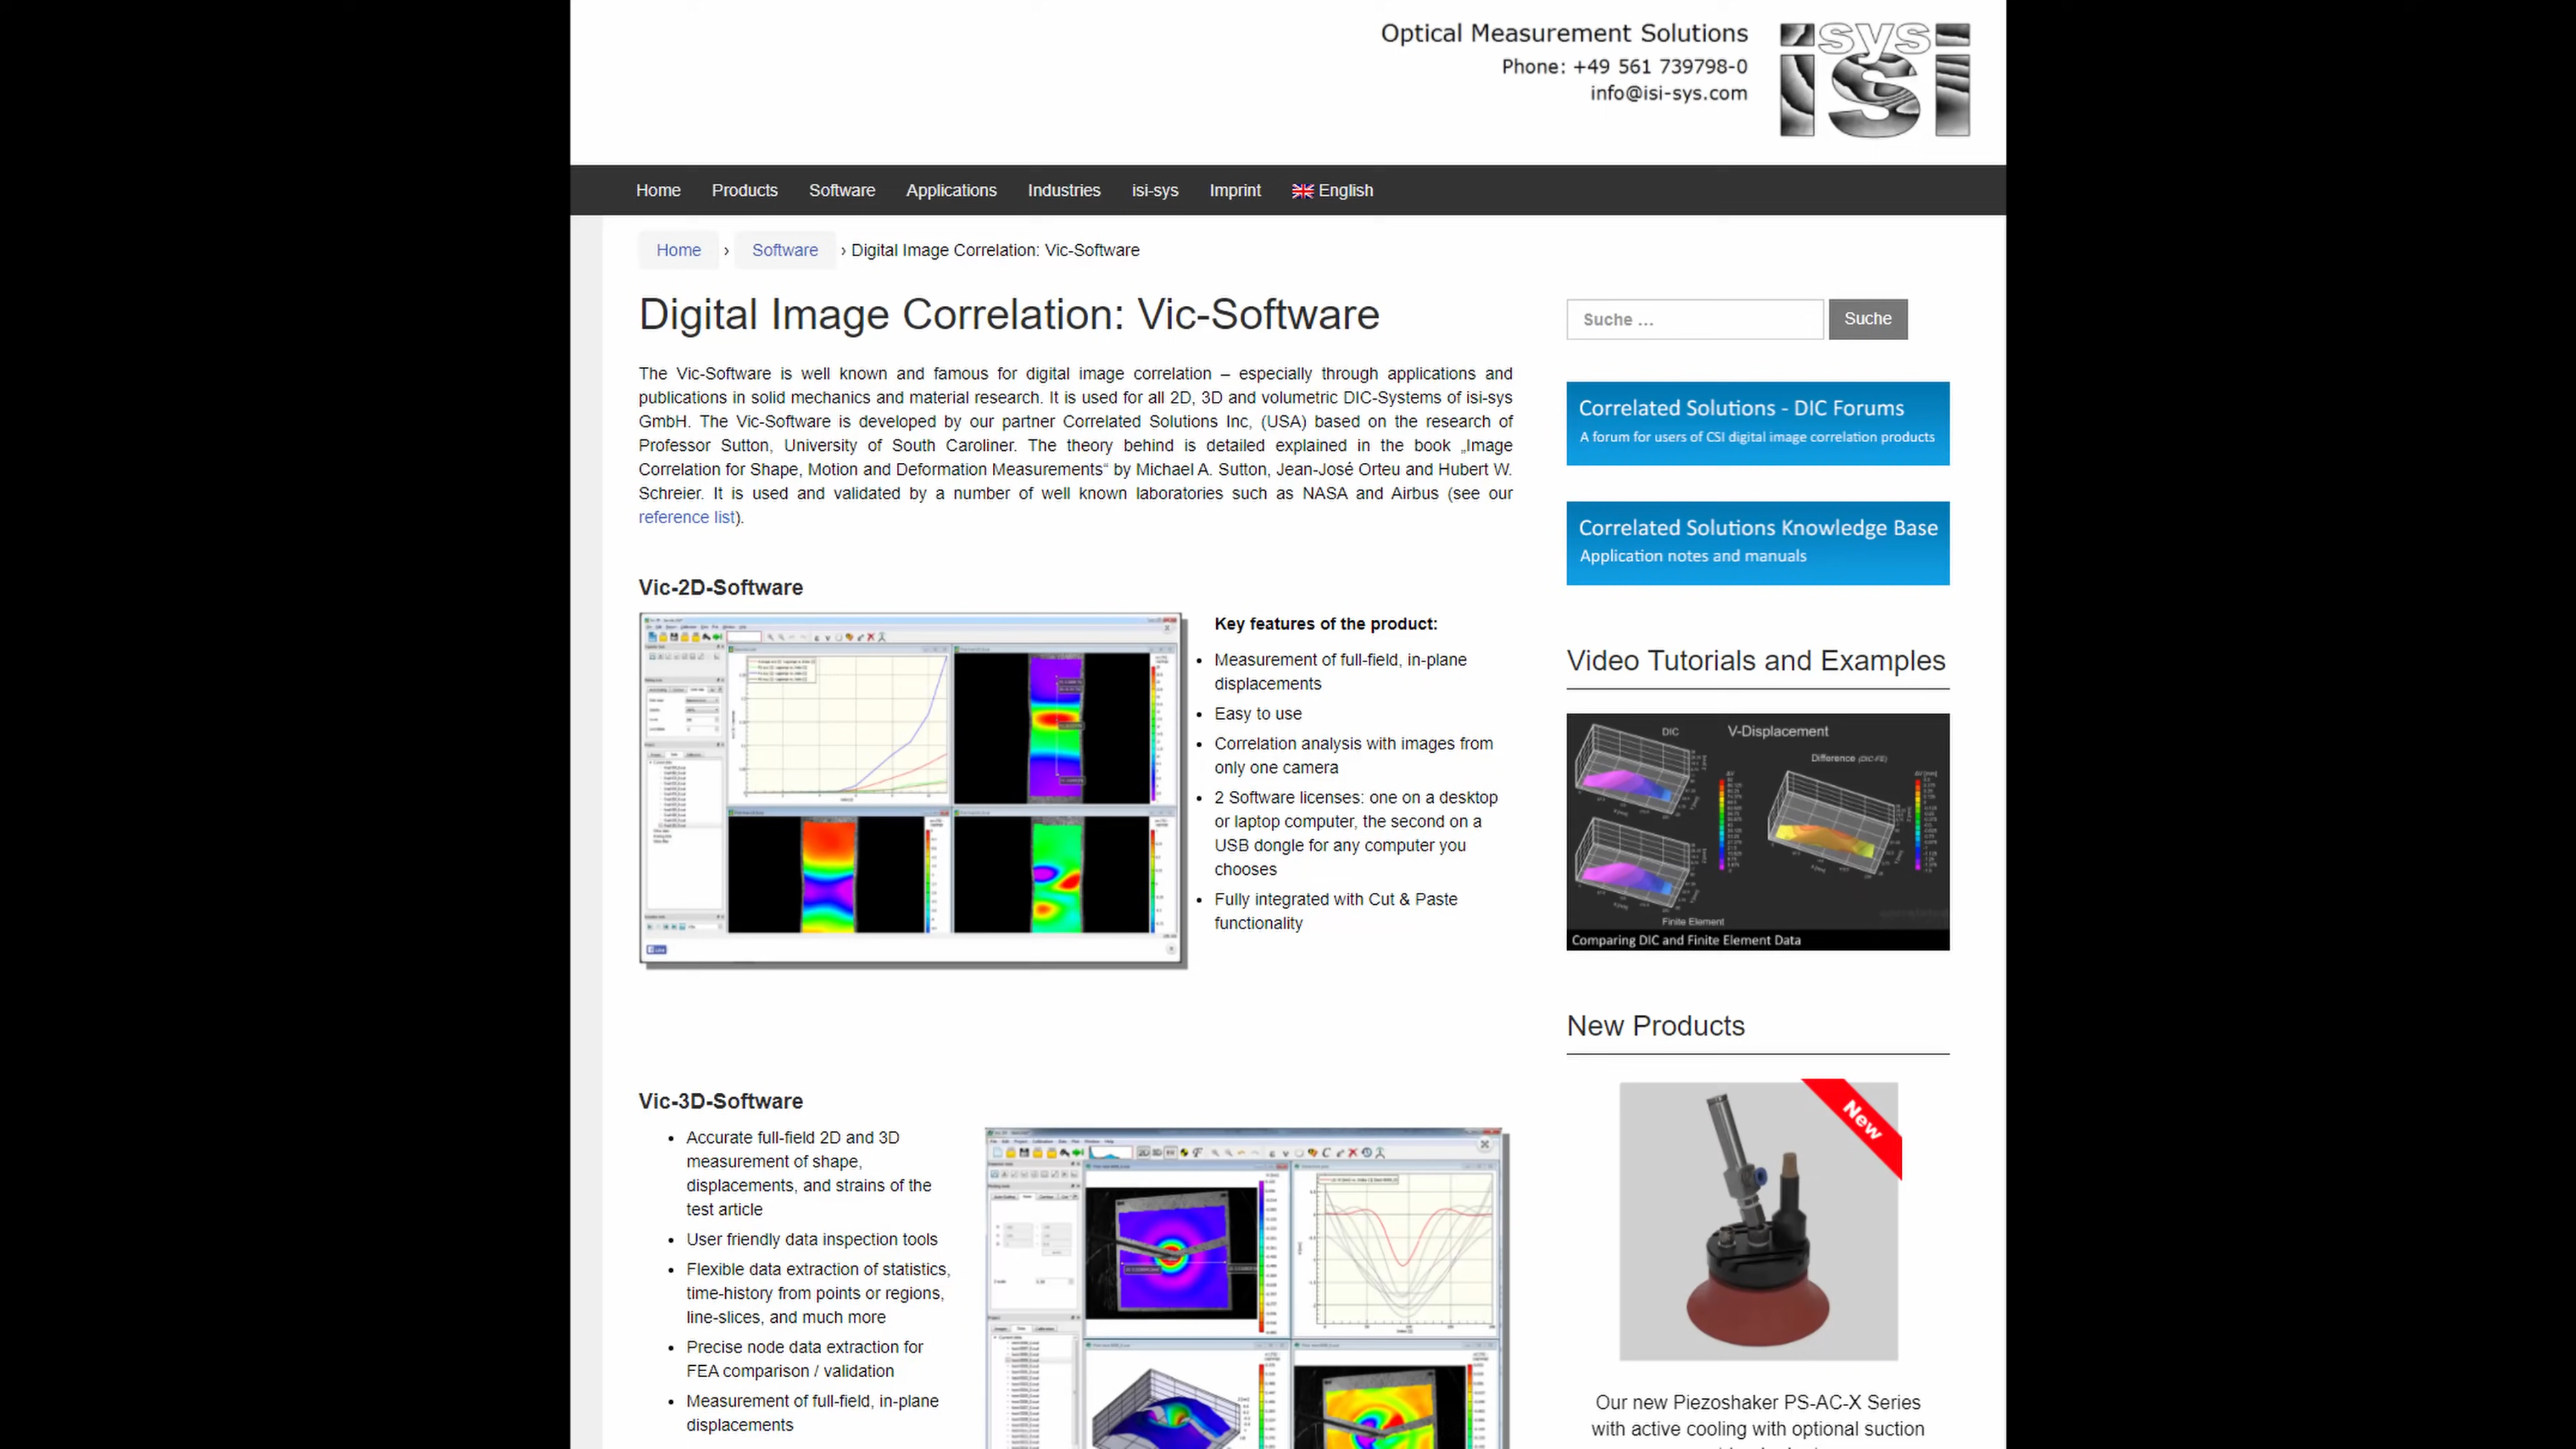 Optical Measurement Solutions
Phone: +49 561 739798-0
info@isi-sys.com
isys
isi
Home Products Software Applications Industries isi-sys Imprint English
Home › Software › Digital Image Correlation: Vic-Software
Digital Image Correlation: Vic-Software
The Vic-Software is well known and famous for digital image correlation – especially through applications and
publications in solid mechanics and material research. It is used for all 2D, 3D and volumetric DIC-Systems of isi-sys
GmbH. The Vic-Software is developed by our partner Correlated Solutions Inc, (USA) based on the research of
Professor Sutton, University of South Caroliner. The theory behind is detailed explained in the book „Image
Correlation for Shape, Motion and Deformation Measurements“ by Michael A. Sutton, Jean-José Orteu and Hubert W.
Schreier. It is used and validated by a number of well known laboratories such as NASA and Airbus (see our
reference list).
Vic-2D-Software
Key features of the product:
• Measurement of full-field, in-plane
displacements
• Easy to use
• Correlation analysis with images from
only one camera
• 2 Software licenses: one on a desktop
or laptop computer, the second on a
USB dongle for any computer you
chooses
• Fully integrated with Cut & Paste
functionality
Vic-3D-Software
• Accurate full-field 2D and 3D
measurement of shape,
displacements, and strains of the
test article
• User friendly data inspection tools
• Flexible data extraction of statistics,
time-history from points or regions,
line-slices, and much more
• Precise node data extraction for
FEA comparison / validation
• Measurement of full-field, in-plane
displacements
Suche ...
Suche
Correlated Solutions - DIC Forums
A forum for users of CSI digital image correlation products
Correlated Solutions Knowledge Base
Application notes and manuals
Video Tutorials and Examples
DIC
V-Displacement
Difference (DIC-FE)
Finite Element
Comparing DIC and Finite Element Data
New Products
New
Our new Piezoshaker PS-AC-X Series
with active cooling with optional suction